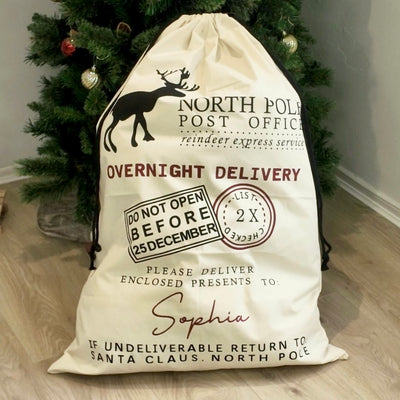 NORTH POLE
POST OFFICE
reindeer express service
OVERNIGHT DELIVERY
DO NOT OPEN
BEFORE
25 DECEMBER
LIST
2X
CHECKED
PLEASE DELIVER
ENCLOSED PRESENTS TO:
Sophia
IF UNDELIVERABLE RETURN TO
SANTA CLAUS. NORTH POLE